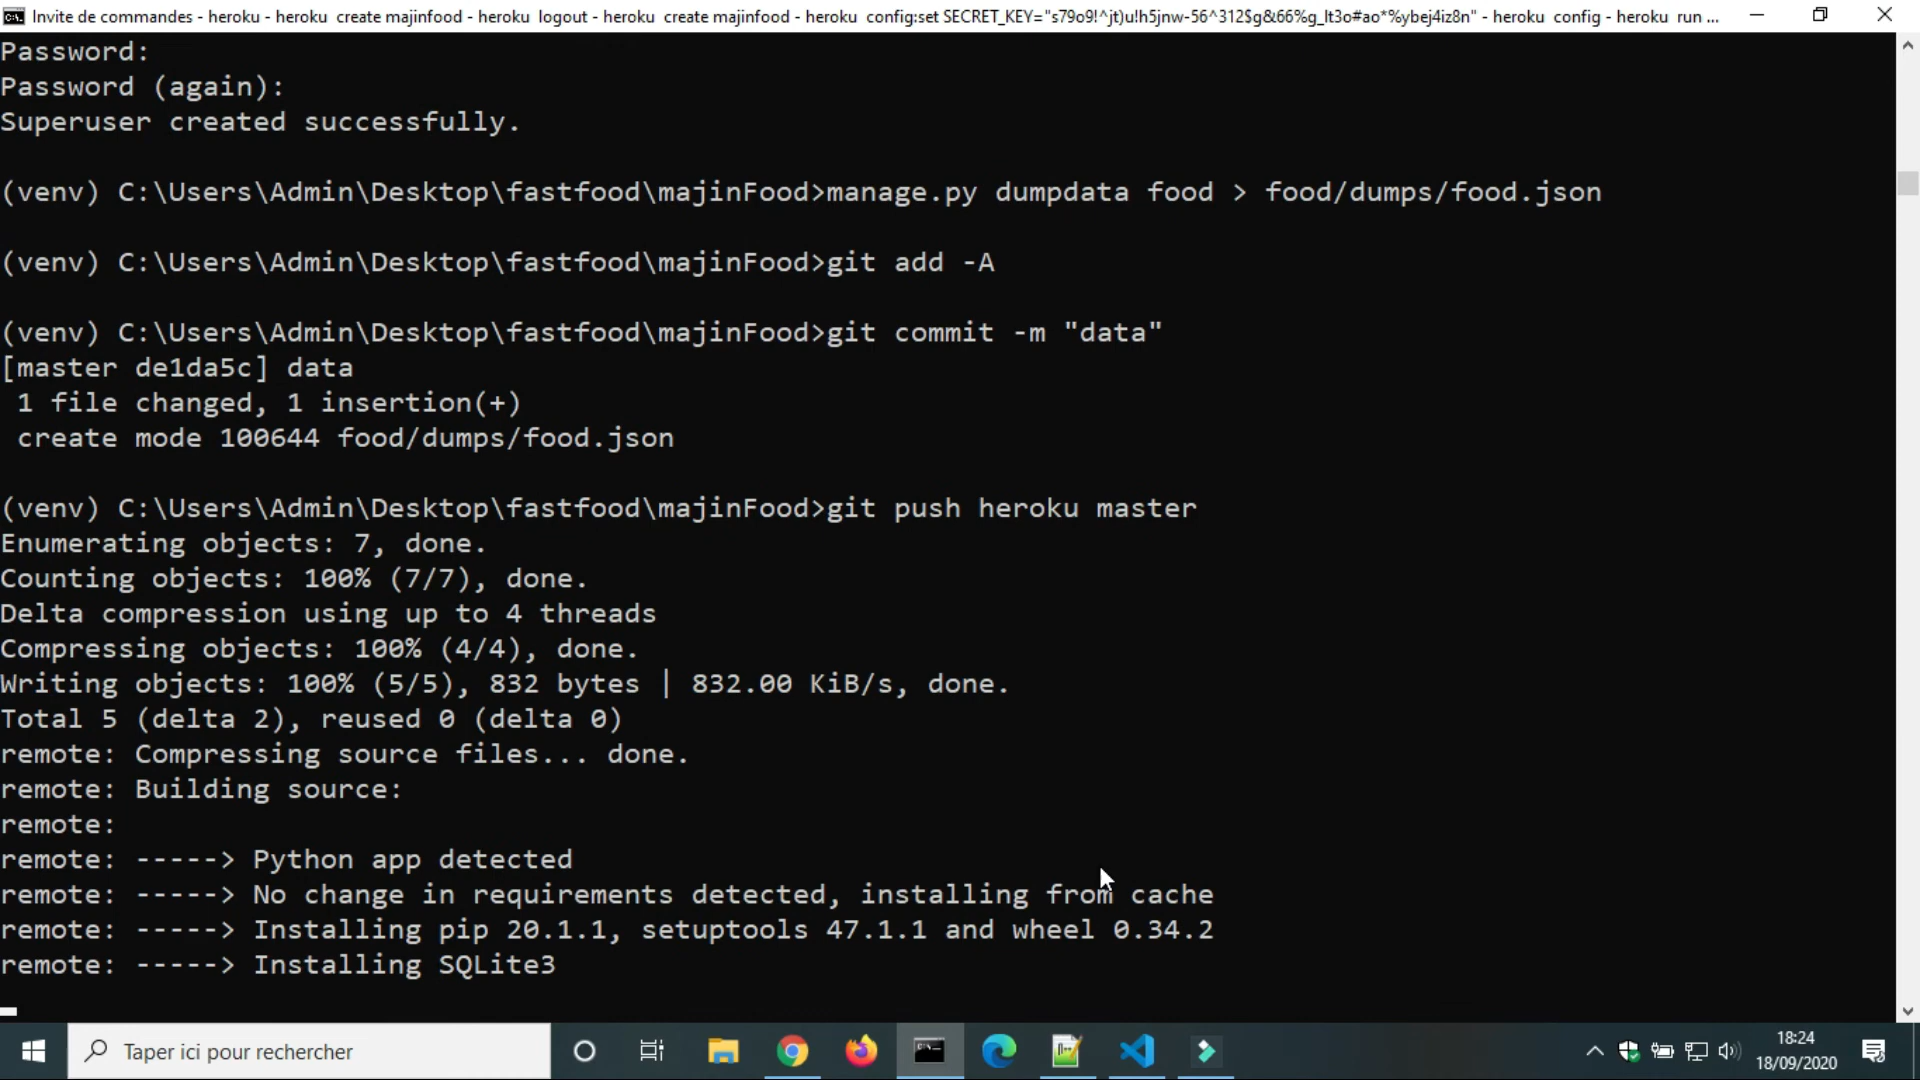 Invite de commandes - heroku - heroku  create majinfood - heroku  logout - heroku  create majinfood - heroku  config:set SECRET_KEY="s79o9!^jt)u!h5jnw-56^312$g&66%g_lt3o#ao*%ybej4iz8n" - heroku  config - heroku  run ...
Password:
Password (again):
Superuser created successfully.
(venv) C:\Users\Admin\Desktop\fastfood\majinFood>manage.py dumpdata food > food/dumps/food.json
(venv) C:\Users\Admin\Desktop\fastfood\majinFood>git add -A
(venv) C:\Users\Admin\Desktop\fastfood\majinFood>git commit -m "data"
[master de1da5c] data
 1 file changed, 1 insertion(+)
 create mode 100644 food/dumps/food.json
(venv) C:\Users\Admin\Desktop\fastfood\majinFood>git push heroku master
Enumerating objects: 7, done.
Counting objects: 100% (7/7), done.
Delta compression using up to 4 threads
Compressing objects: 100% (4/4), done.
Writing objects: 100% (5/5), 832 bytes | 832.00 KiB/s, done.
Total 5 (delta 2), reused 0 (delta 0)
remote: Compressing source files... done.
remote: Building source:
remote:
remote: -----> Python app detected
remote: -----> No change in requirements detected, installing from cache
remote: -----> Installing pip 20.1.1, setuptools 47.1.1 and wheel 0.34.2
remote: -----> Installing SQLite3
Taper ici pour rechercher
18:24
18/09/2020